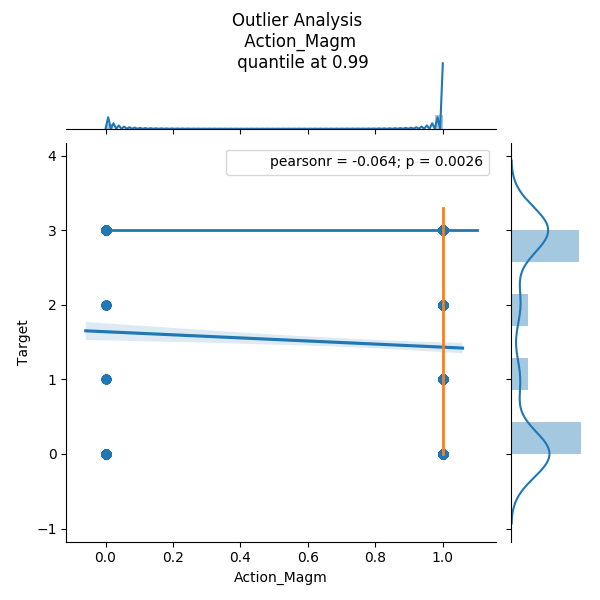 Outlier Analysis
Action_Magm
quantile at 0.99
pearsonr = -0.064; p = 0.0026
4
3
2
1
0
−1
Target
0.0 0.2 0.4 0.6 0.8 1.0
Action_Magm